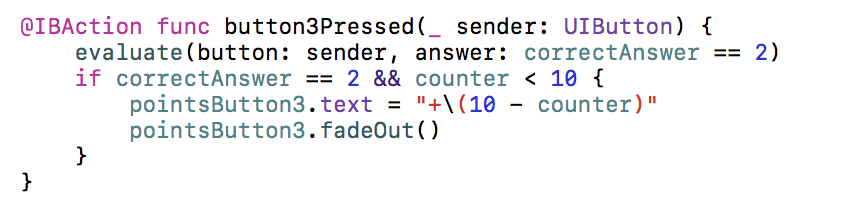 @IBAction func button3Pressed(_ sender: UIButton) {
    evaluate(button: sender, answer: correctAnswer == 2)
    if correctAnswer == 2 && counter < 10 {
        pointsButton3.text = "+\(10 - counter)"
        pointsButton3.fadeOut()
    }
}